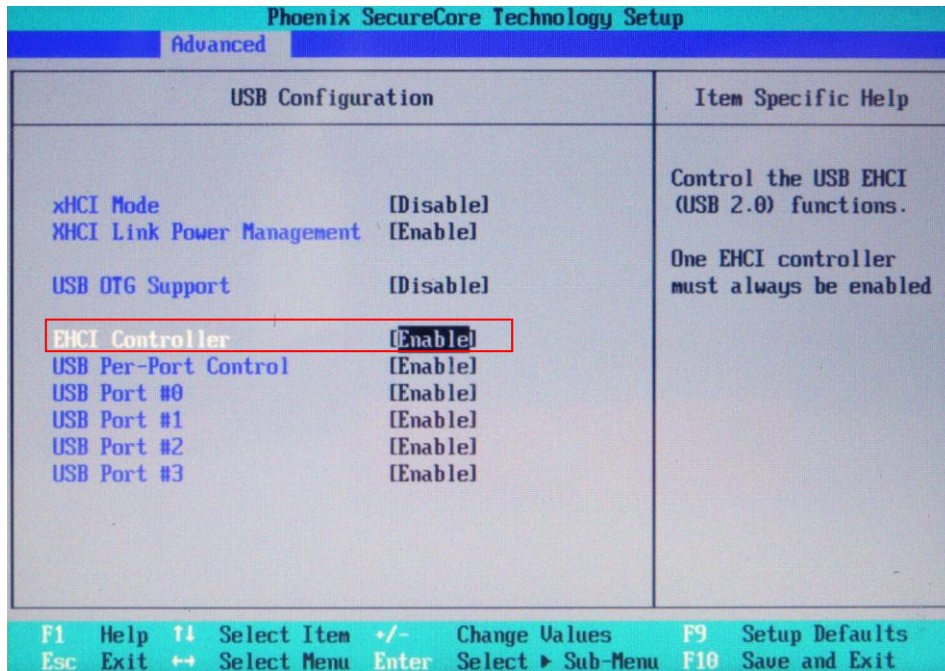 Phoenix SecureCore Technology Setup
Advanced
USB Configuration
Item Specific Help
xHCI Mode [Disable]
XHCI Link Power Management [Enable]
USB OTG Support [Disable]
EHCI Controller [Enable]
USB Per-Port Control [Enable]
USB Port #0 [Enable]
USB Port #1 [Enable]
USB Port #2 [Enable]
USB Port #3 [Enable]
Control the USB EHCI
(USB 2.0) functions.
One EHCI controller
must always be enabled
F1 Help ↑↓ Select Item +/- Change Values F9 Setup Defaults
Esc Exit ↔ Select Menu Enter Select ▶ Sub-Menu F10 Save and Exit